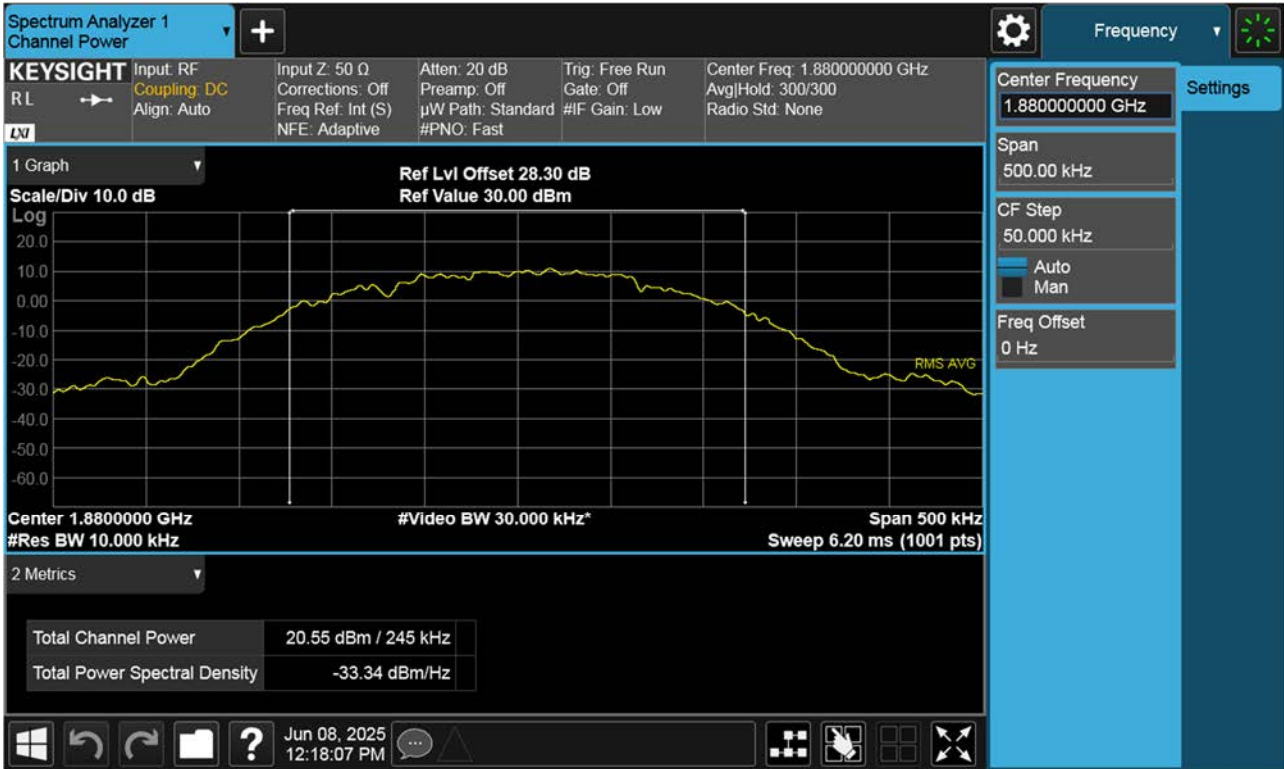 Spectrum Analyzer 1
Channel Power
+
Frequency
KEYSIGHT
RL
LXI
Input: RF
Coupling: DC
Align: Auto
Input Z: 50 Ω
Corrections: Off
Freq Ref: Int (S)
NFE: Adaptive
Atten: 20 dB
Preamp: Off
µW Path: Standard
#PNO: Fast
Trig: Free Run
Gate: Off
#IF Gain: Low
Center Freq: 1.880000000 GHz
Avg|Hold: 300/300
Radio Std: None
Center Frequency
1.880000000 GHz
Settings
Span
500.00 kHz
CF Step
50.000 kHz
Auto
Man
Freq Offset
0 Hz
1 Graph
Scale/Div 10.0 dB
Ref Lvl Offset 28.30 dB
Ref Value 30.00 dBm
Log
20.0
10.0
0.00
-10.0
-20.0
-30.0
-40.0
-50.0
-60.0
RMS AVG
Center 1.8800000 GHz
#Video BW 30.000 kHz*
Span 500 kHz
#Res BW 10.000 kHz
Sweep 6.20 ms (1001 pts)
2 Metrics
Total Channel Power 20.55 dBm / 245 kHz
Total Power Spectral Density -33.34 dBm/Hz
?
Jun 08, 2025
12:18:07 PM